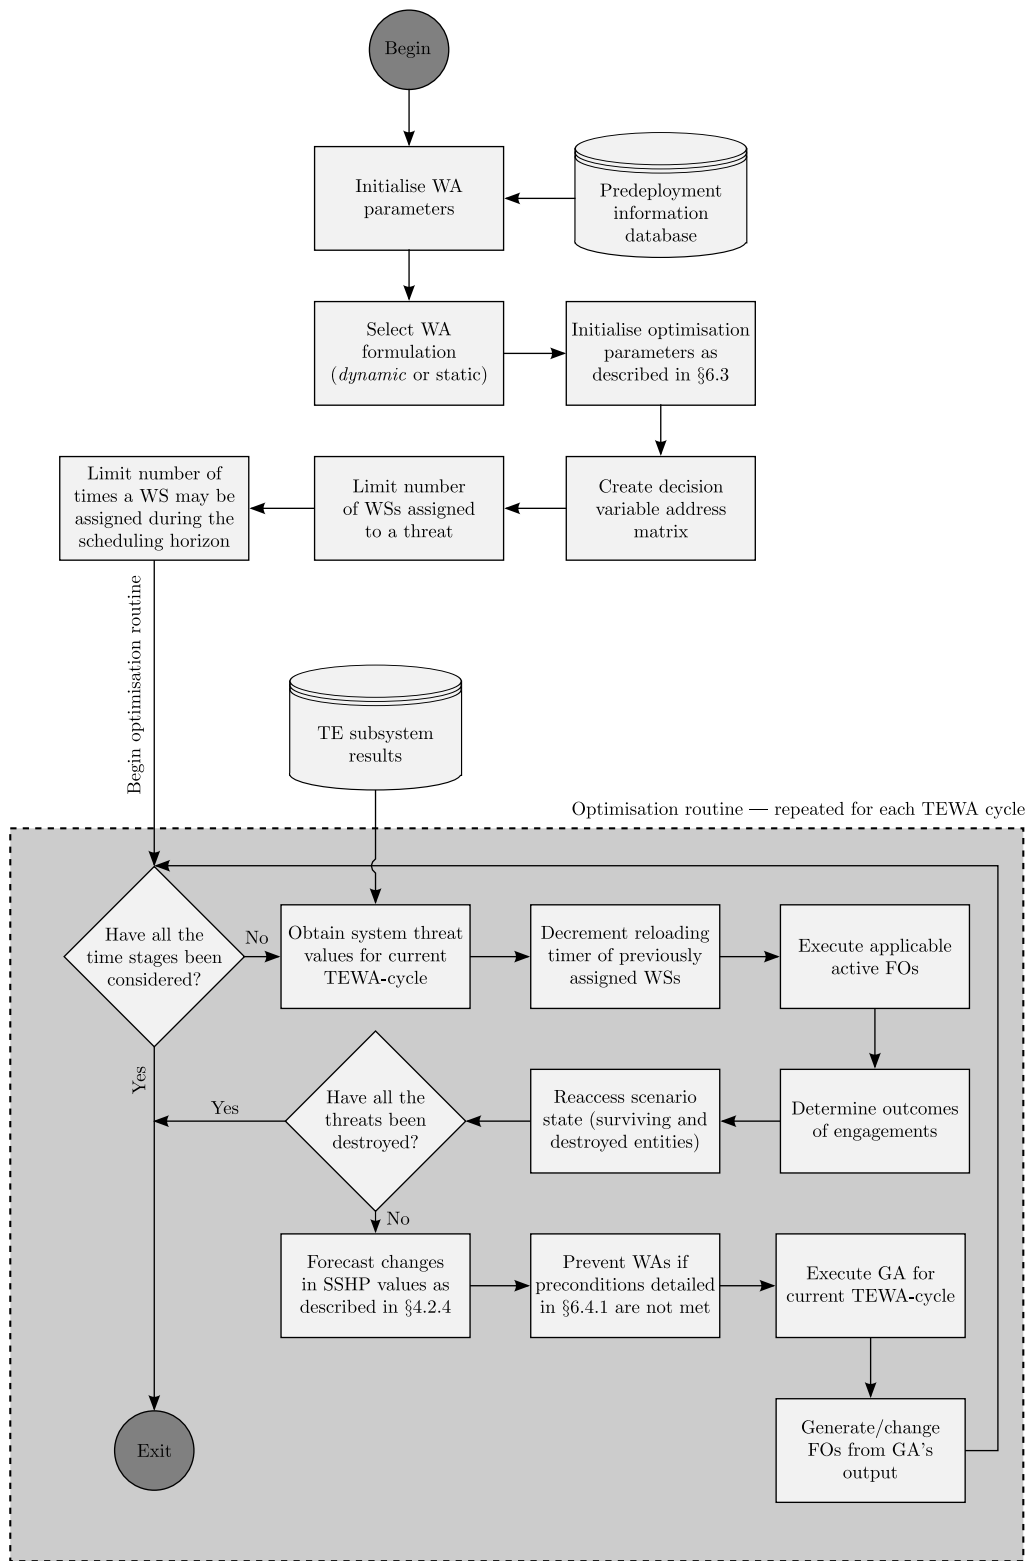 Begin
Initialise WA
parameters
Predeployment
information
database
Select WA
formulation
(dynamic or static)
Initialise optimisation
parameters as
described in §6.3
Limit number of
times a WS may be
assigned during the
scheduling horizon
Limit number
of WSs assigned
to a threat
Create decision
variable address
matrix
Begin optimisation routine
TE subsystem
results
Optimisation routine — repeated for each TEWA cycle
Have all the
time stages been
considered?
No
Obtain system threat
values for current
TEWA-cycle
Decrement reloading
timer of previously
assigned WSs
Execute applicable
active FOs
Yes
Yes
Have all the
threats been
destroyed?
Reaccess scenario
state (surviving and
destroyed entities)
Determine outcomes
of engagements
No
Forecast changes
in SSHP values as
described in §4.2.4
Prevent WAs if
preconditions detailed
in §6.4.1 are not met
Execute GA for
current TEWA-cycle
Exit
Generate/change
FOs from GA's
output